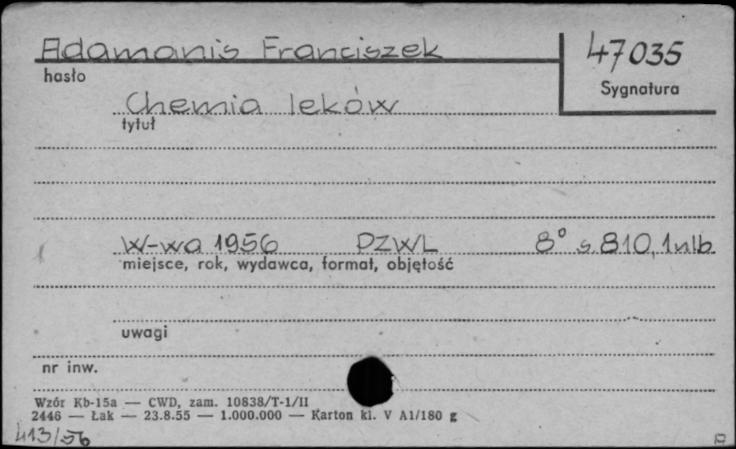 Adamanis Franciszek 47035
hasło Sygnatura
Chemia leków
tytuł
W-wa 1956 PZWL 8° s. 810, 1 nlb
miejsce, rok, wydawca, format, objętość
uwagi
nr inw.
Wzór Kb-15a — CWD, zam. 10838/T-1/II
2446 — Łak — 23.8.55 — 1.000.000 — Karton kl. V A1/180 g
413/56